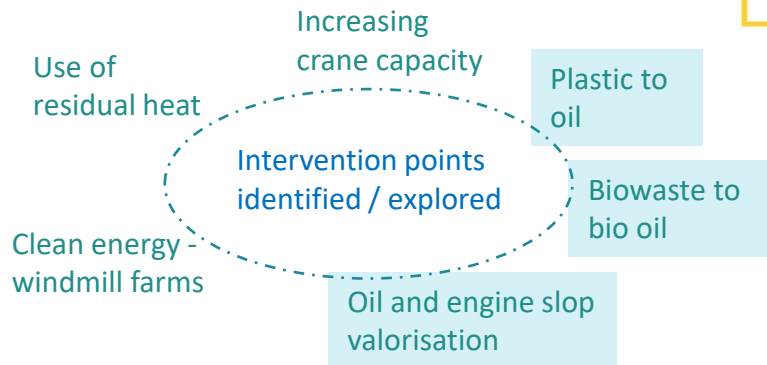 Increasing
crane capacity
Use of
residual heat
Plastic to
oil
Intervention points
identified / explored
Biowaste to
bio oil
Clean energy -
windmill farms
Oil and engine slop
valorisation